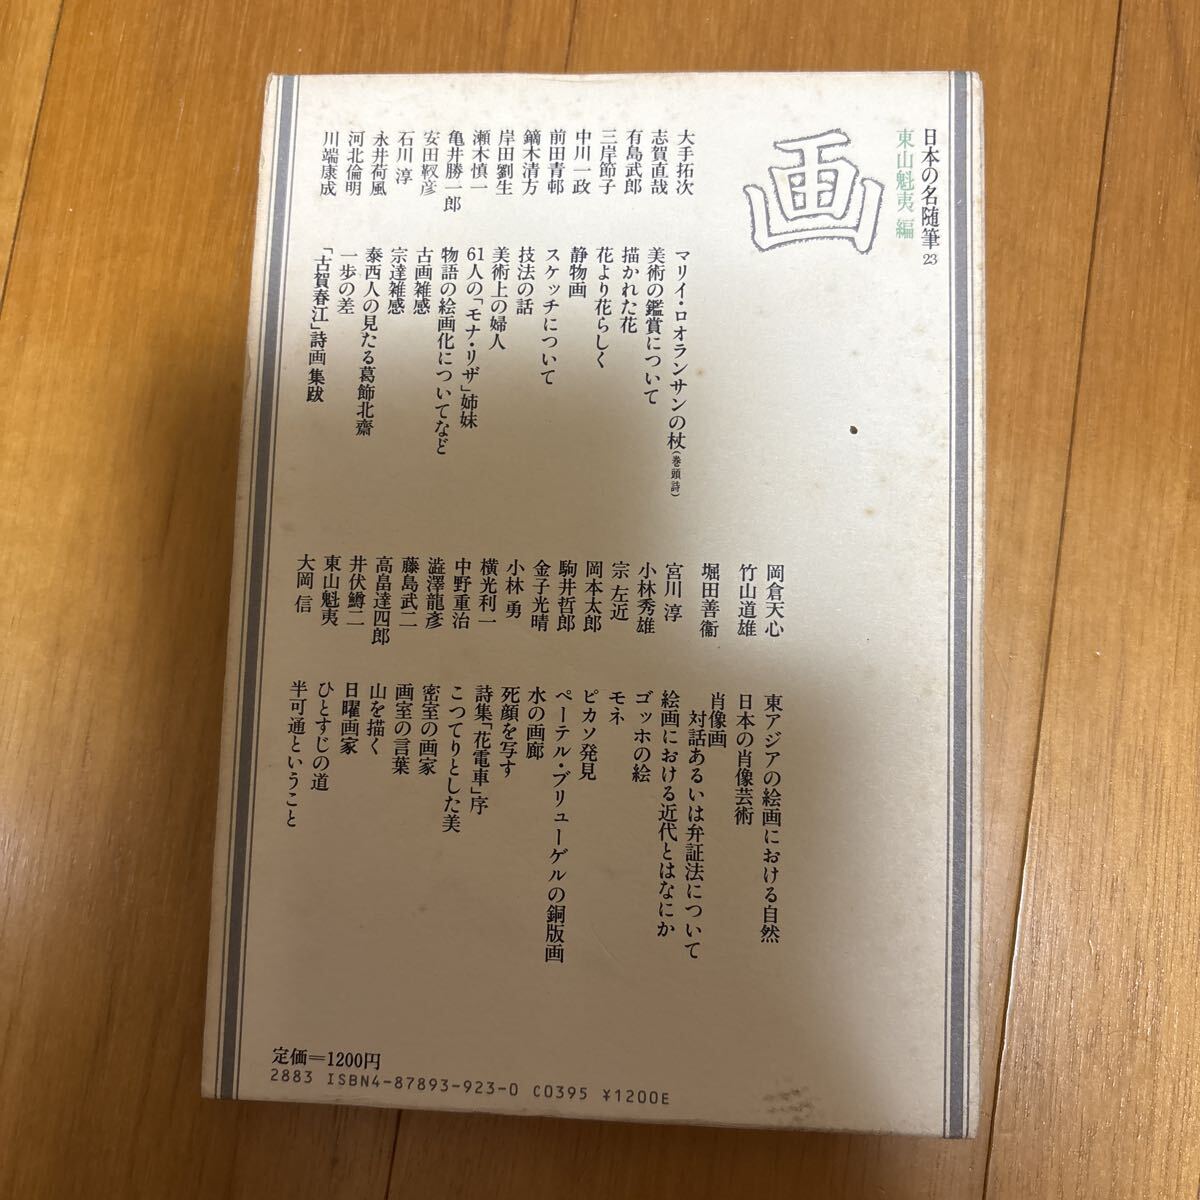 日本の名随筆23
東山魁夷 編
画
大手拓次 マリイ・ロオランサンの杖(巻頭詩)
志賀直哉 美術の鑑賞について
有島武郎 描かれた花
三岸節子 花より花らしく
中川一政 静物画
前田青邨 スケッチについて
鏑木清方 技法の話
岸田劉生 美術上の婦人
瀬木慎一 61人の「モナ・リザ」姉妹
亀井勝一郎 物語の絵画化についてなど
安田靫彦 古画雑感
石川 淳 宗達雑感
永井荷風 泰西人の見たる葛飾北齋
河北倫明 一歩の差
川端康成 「古賀春江」詩画集跋
岡倉天心 東アジアの絵画における自然
竹山道雄 日本の肖像芸術
堀田善衞 肖像画
対話あるいは弁証法について
宮川 淳 絵画における近代とはなにか
小林秀雄 ゴッホの絵
宗 左近 モネ
岡本太郎 ピカソ発見
駒井哲郎 ペーテル・ブリューゲルの銅版画
金子光晴 水の画廊
小林 勇 死顔を写す
横光利一 詩集「花電車」序
中野重治 こつてりとした美
澁澤龍彥 密室の画家
藤島武二 画室の言葉
高畠達四郎 山を描く
井伏鱒二 日曜画家
東山魁夷 ひとすじの道
大岡 信 半可通ということ
定価=1200円
2883 ISBN4-87893-923-0 C0395 ¥1200E